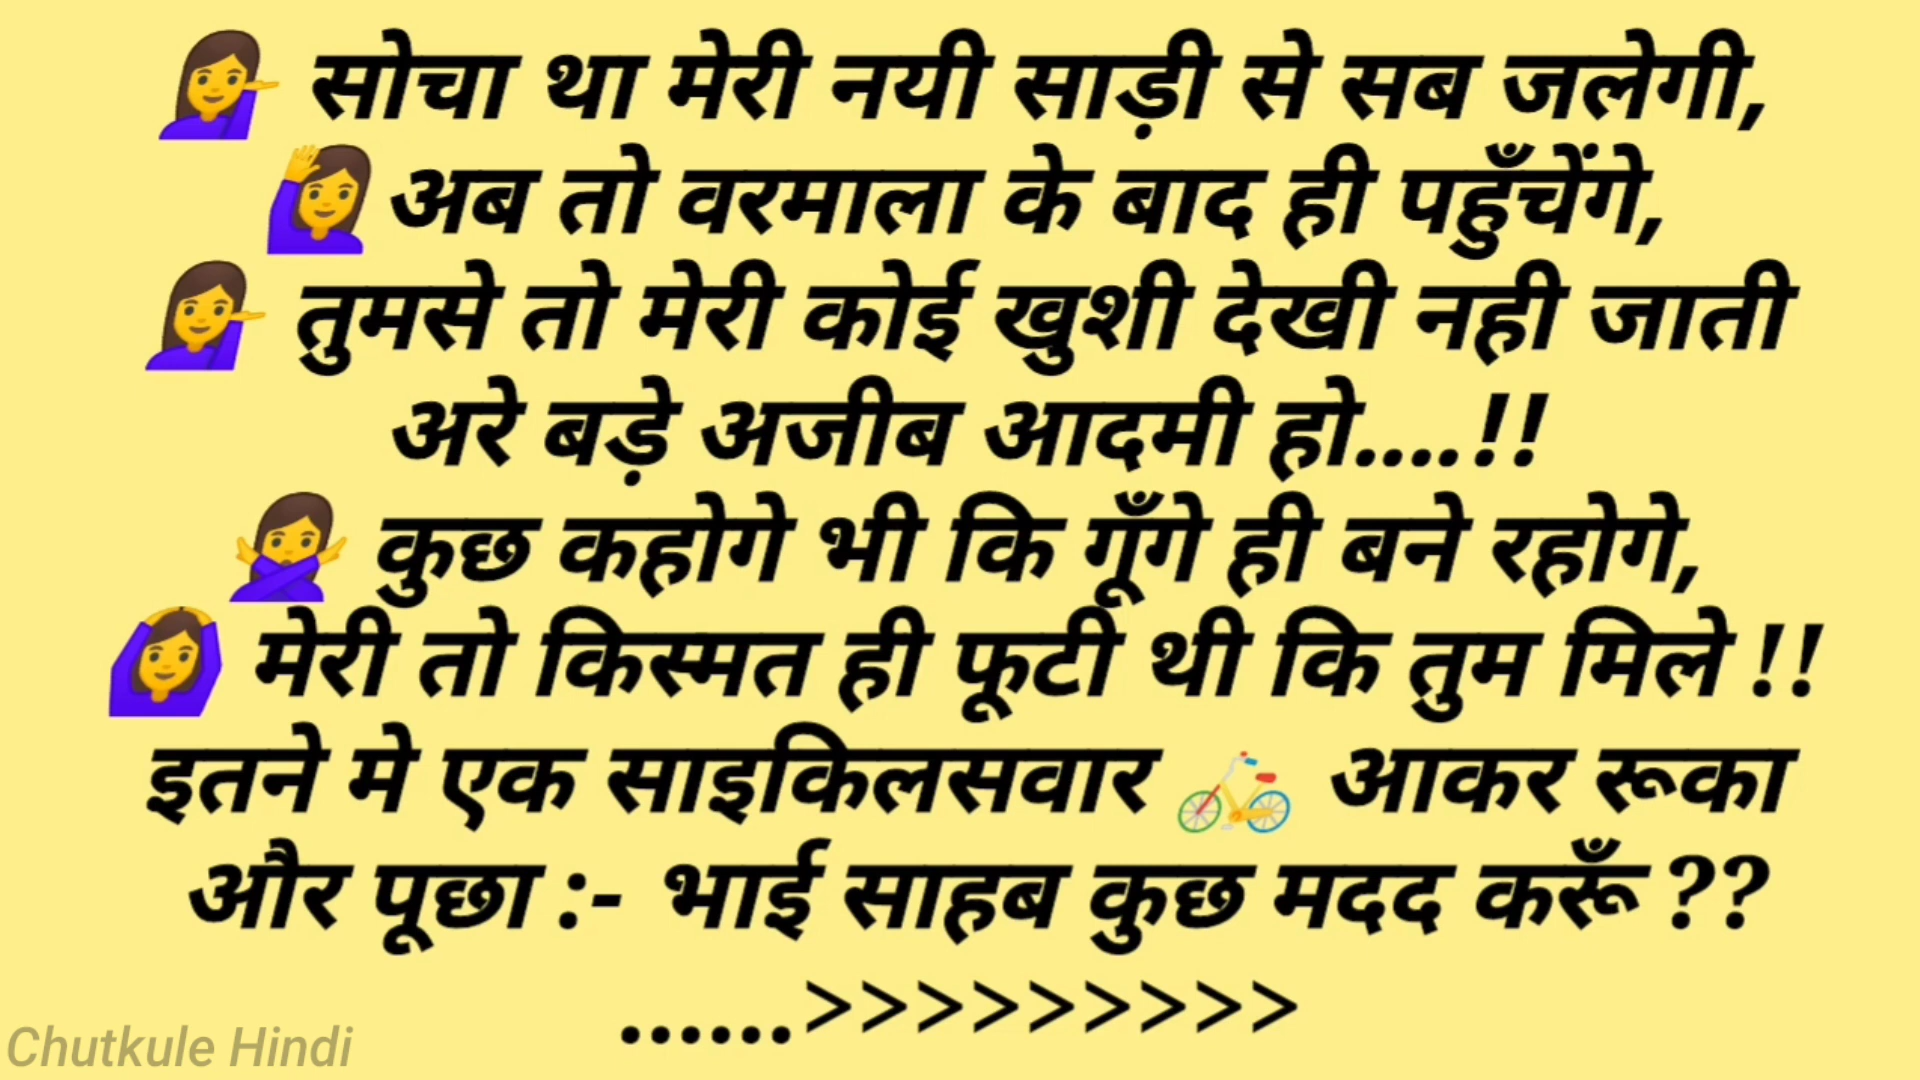 💁‍♀️ सोचा था मेरी नयी साड़ी से सब जलेगी,
🙋‍♀️ अब तो वरमाला के बाद ही पहुँचेंगे,
💁‍♀️ तुमसे तो मेरी कोई खुशी देखी नही जाती
अरे बड़े अजीब आदमी हो....!!
🙅‍♀️ कुछ कहोगे भी कि गूँगे ही बने रहोगे,
🙆‍♀️ मेरी तो किस्मत ही फूटी थी कि तुम मिले !!
इतने मे एक साइकिलसवार 🚲 आकर रूका
और पूछा :- भाई साहब कुछ मदद करूँ ??
......>>>>>>>>>
Chutkule Hindi